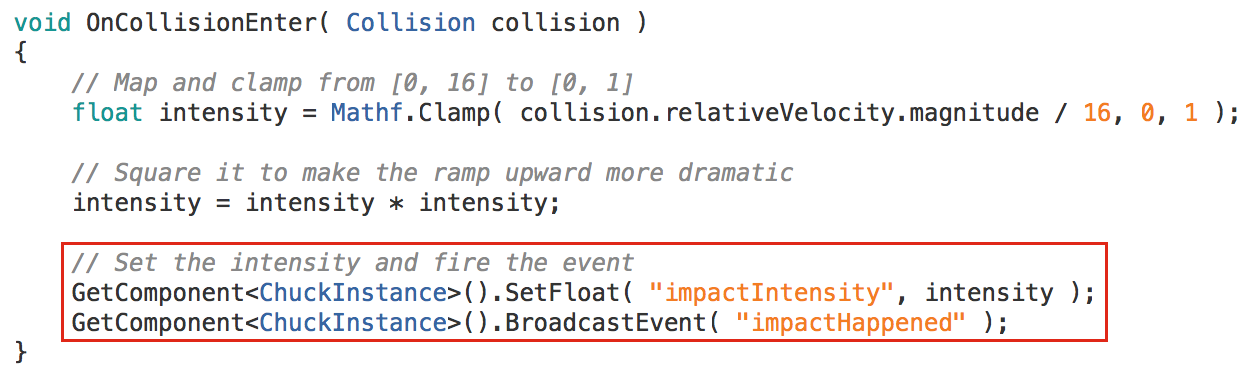 void OnCollisionEnter( Collision collision )
{
    // Map and clamp from [0, 16] to [0, 1]
    float intensity = Mathf.Clamp( collision.relativeVelocity.magnitude / 16, 0, 1 );

    // Square it to make the ramp upward more dramatic
    intensity = intensity * intensity;

    // Set the intensity and fire the event
    GetComponent<ChuckInstance>().SetFloat( "impactIntensity", intensity );
    GetComponent<ChuckInstance>().BroadcastEvent( "impactHappened" );
}